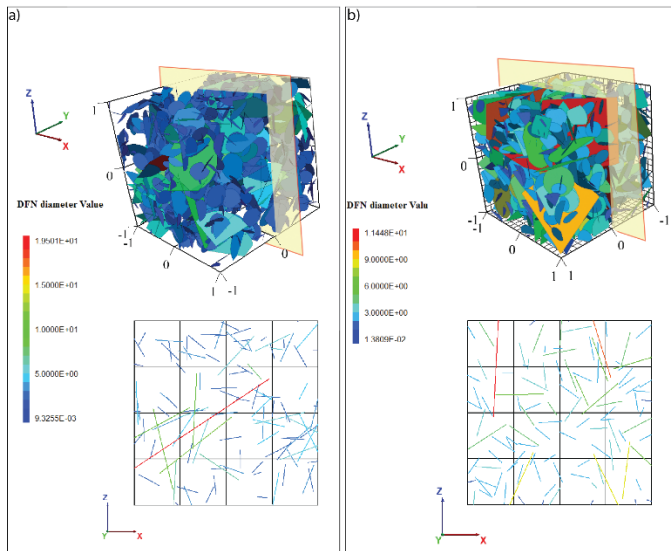 a)
Z
Y
X
1
0
-1
DFN diameter Value
1.9501E+01
1.5000E+01
1.0000E+01
5.0000E+00
9.3255E-03
-1
0
1
-1
0
1
Z
Y
X
b)
Z
Y
X
1
0
-1
DFN diameter Valu
1.1448E+01
9.0000E+00
6.0000E+00
3.0000E+00
1.3809E-02
-1
0
1
1
0
-1
Z
Y
X